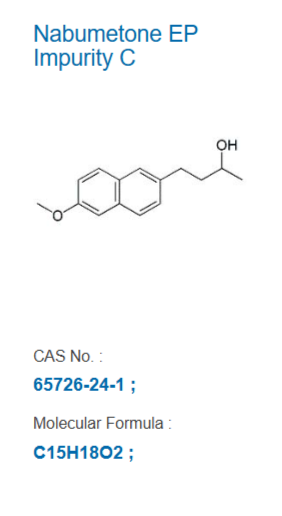 Nabumetone EP
Impurity C
OH
O
CAS No. :
65726-24-1 ;
Molecular Formula :
C15H18O2 ;